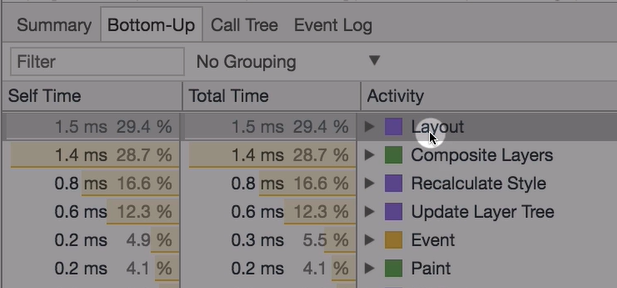 Summary Bottom-Up Call Tree Event Log
Filter No Grouping ▼
Self Time Total Time Activity
1.5 ms 29.4 % 1.5 ms 29.4 % ▶ Layout
1.4 ms 28.7 % 1.4 ms 28.7 % ▶ Composite Layers
0.8 ms 16.6 % 0.8 ms 16.6 % ▶ Recalculate Style
0.6 ms 12.3 % 0.6 ms 12.3 % ▶ Update Layer Tree
0.2 ms 4.9 % 0.3 ms 5.5 % ▶ Event
0.2 ms 4.1 % 0.2 ms 4.1 % ▶ Paint